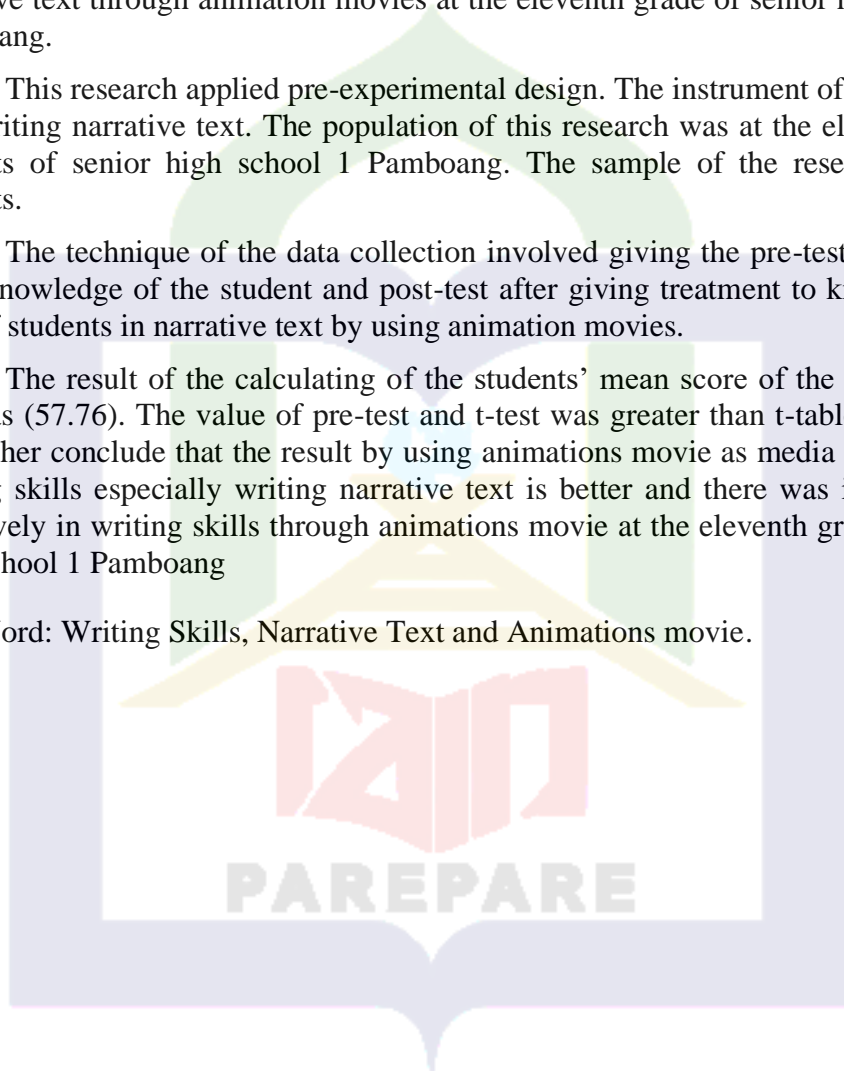 ve text through animation movies at the eleventh grade of senior
ang.
This research applied pre-experimental design. The instrument of
riting narrative text. The population of this research was at the el
ts of senior high school 1 Pamboang. The sample of the rese
ts.
The technique of the data collection involved giving the pre-test
nowledge of the student and post-test after giving treatment to k
f students in narrative text by using animation movies.
The result of the calculating of the students’ mean score of the
as (57.76). The value of pre-test and t-test was greater than t-table
her conclude that the result by using animations movie as media
g skills especially writing narrative text is better and there was i
vely in writing skills through animations movie at the eleventh gr
chool 1 Pamboang
ord: Writing Skills, Narrative Text and Animations movie.
iain
PAREPARE